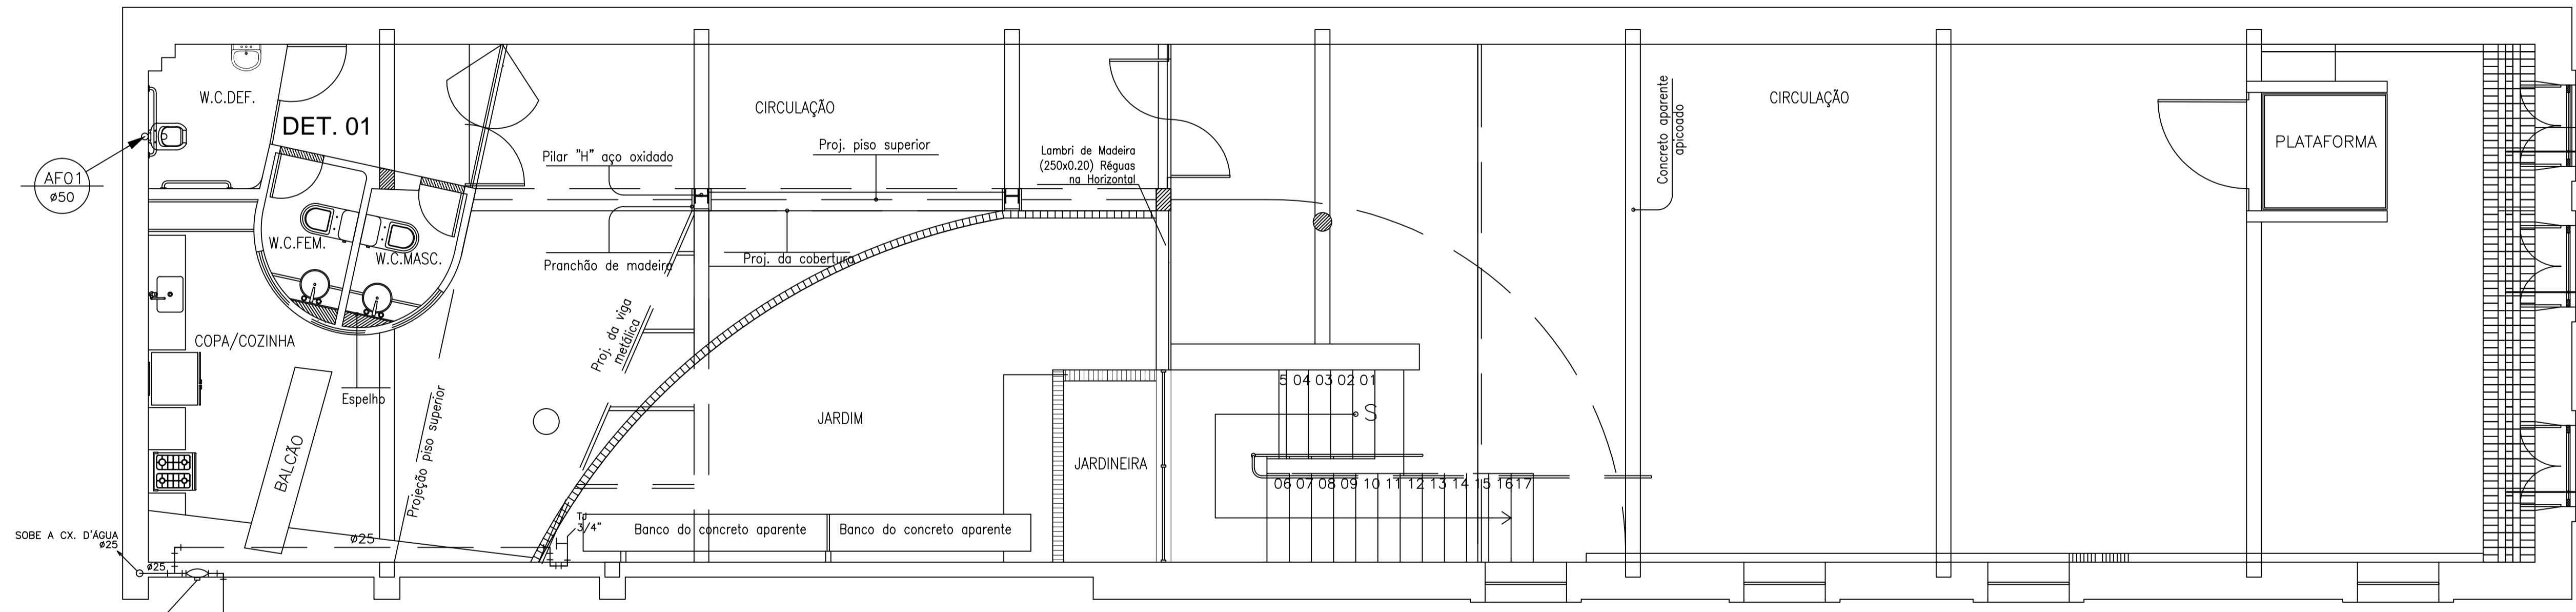 W.C.DEF.
DET. 01
AF01
ø50
W.C.FEM.
W.C.MASC.
COPA/COZINHA
Espelho
BALCÃO
Projeção piso superior
SOBE A CX. D'ÁGUA
ø25
ø25
ø25
CIRCULAÇÃO
Pilar "H" aço oxidado
Proj. piso superior
Lambri de Madeira
(250x0.20) Réguas
na Horizontal
Pranchão de madeira
Proj. da cobertura
Proj. da viga
metálica
JARDIM
JARDINEIRA
TJ
3/4"
Banco do concreto aparente
Banco do concreto aparente
5 04 03 02 01
S
06 07 08 09 10 11 12 13 14 15 16 17
Concreto aparente
apicoado
CIRCULAÇÃO
PLATAFORMA